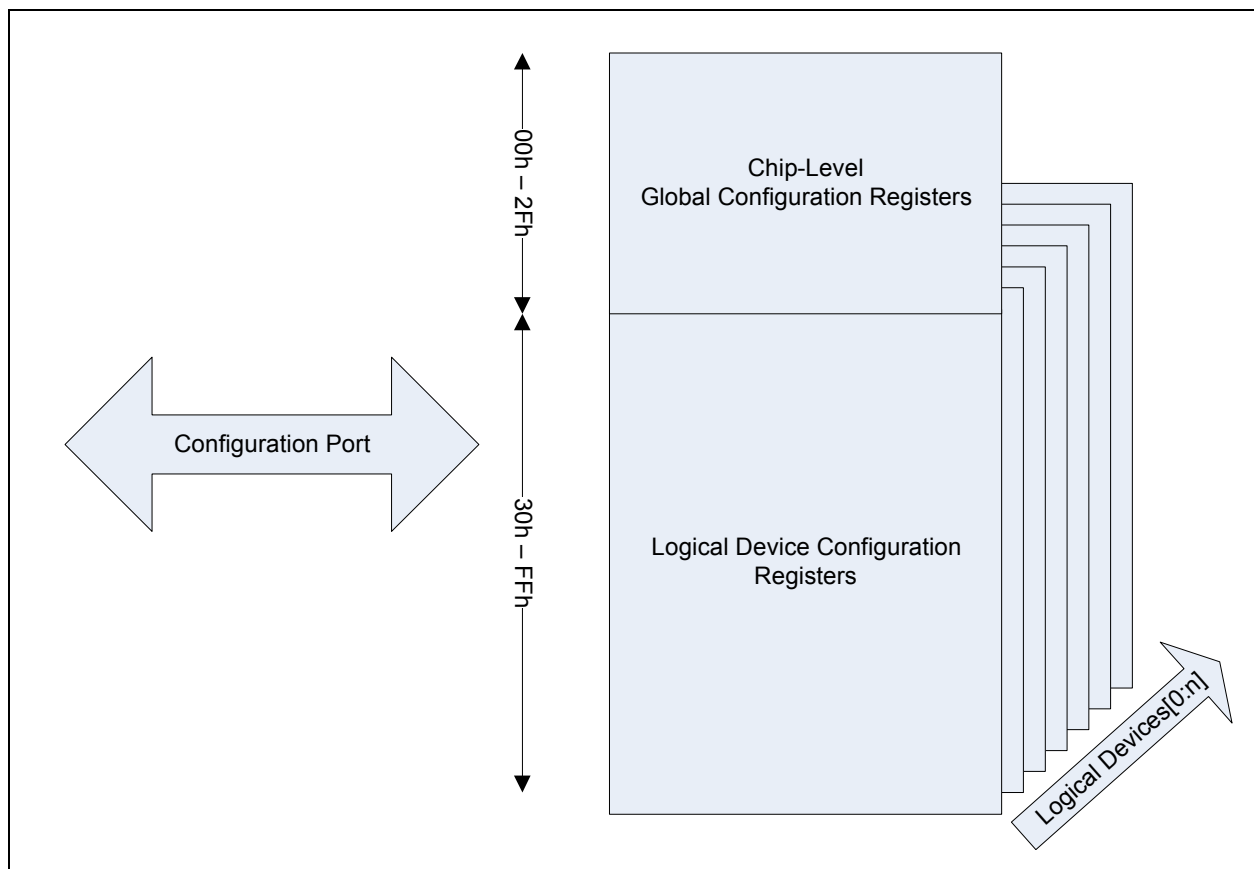 00h – 2Fh
Chip-Level
Global Configuration Registers
Configuration Port
30h – FFh
Logical Device Configuration
Registers
Logical Devices[0:n]